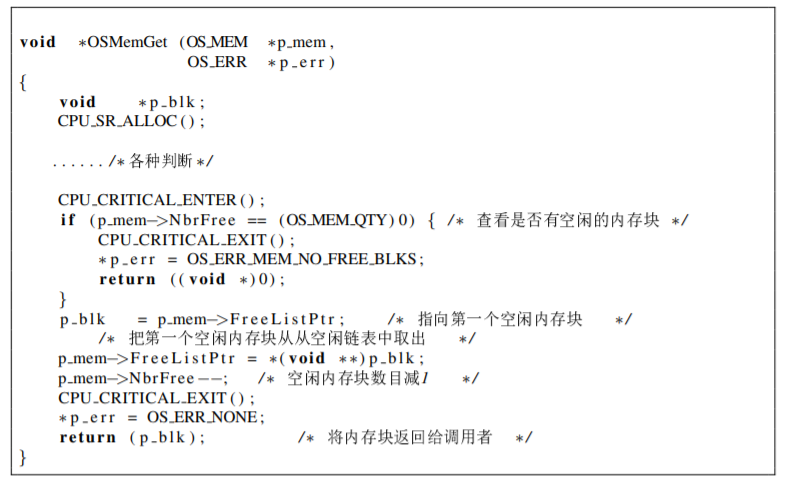 void *OSMemGet (OS_MEM *p_mem,
OS_ERR *p_err)
{
void *p_blk;
CPU_SR_ALLOC();
....../*各种判断*/
CPU_CRITICAL_ENTER();
if (p_mem->NbrFree == (OS_MEM_QTY)0) { /* 查看是否有空闲的内存块 */
CPU_CRITICAL_EXIT();
*p_err = OS_ERR_MEM_NO_FREE_BLKS;
return ((void *)0);
}
p_blk = p_mem->FreeListPtr; /* 指向第一个空闲内存块 */
/* 把第一个空闲内存块从从空闲链表中取出 */
p_mem->FreeListPtr = *(void **)p_blk;
p_mem->NbrFree--; /* 空闲内存块数目减1 */
CPU_CRITICAL_EXIT();
*p_err = OS_ERR_NONE;
return (p_blk); /* 将内存块返回给调用者 */
}